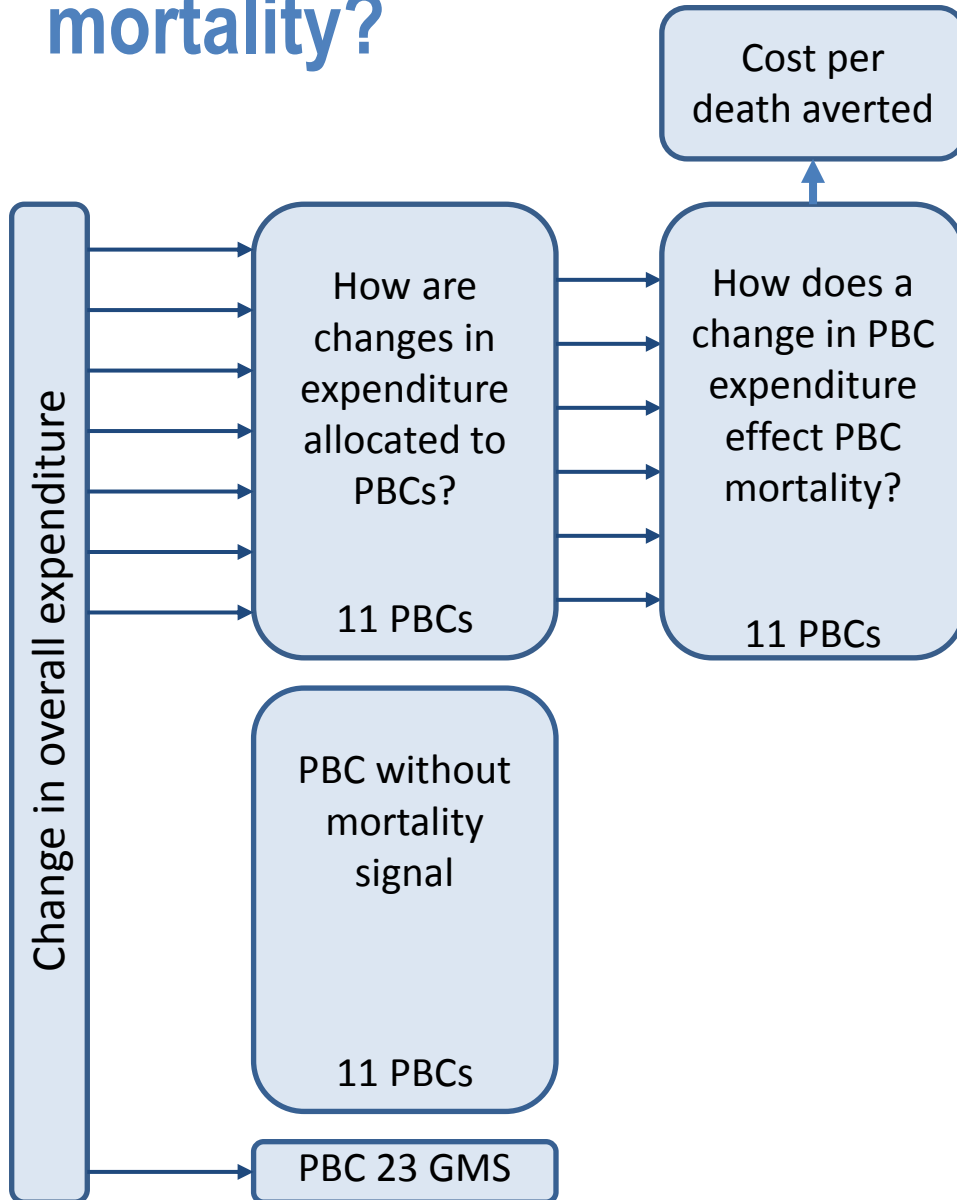 mortality?
Cost per
death averted
Change in overall expenditure
How are
changes in
expenditure
allocated to
PBCs?
11 PBCs
How does a
change in PBC
expenditure
effect PBC
mortality?
11 PBCs
PBC without
mortality
signal
11 PBCs
PBC 23 GMS